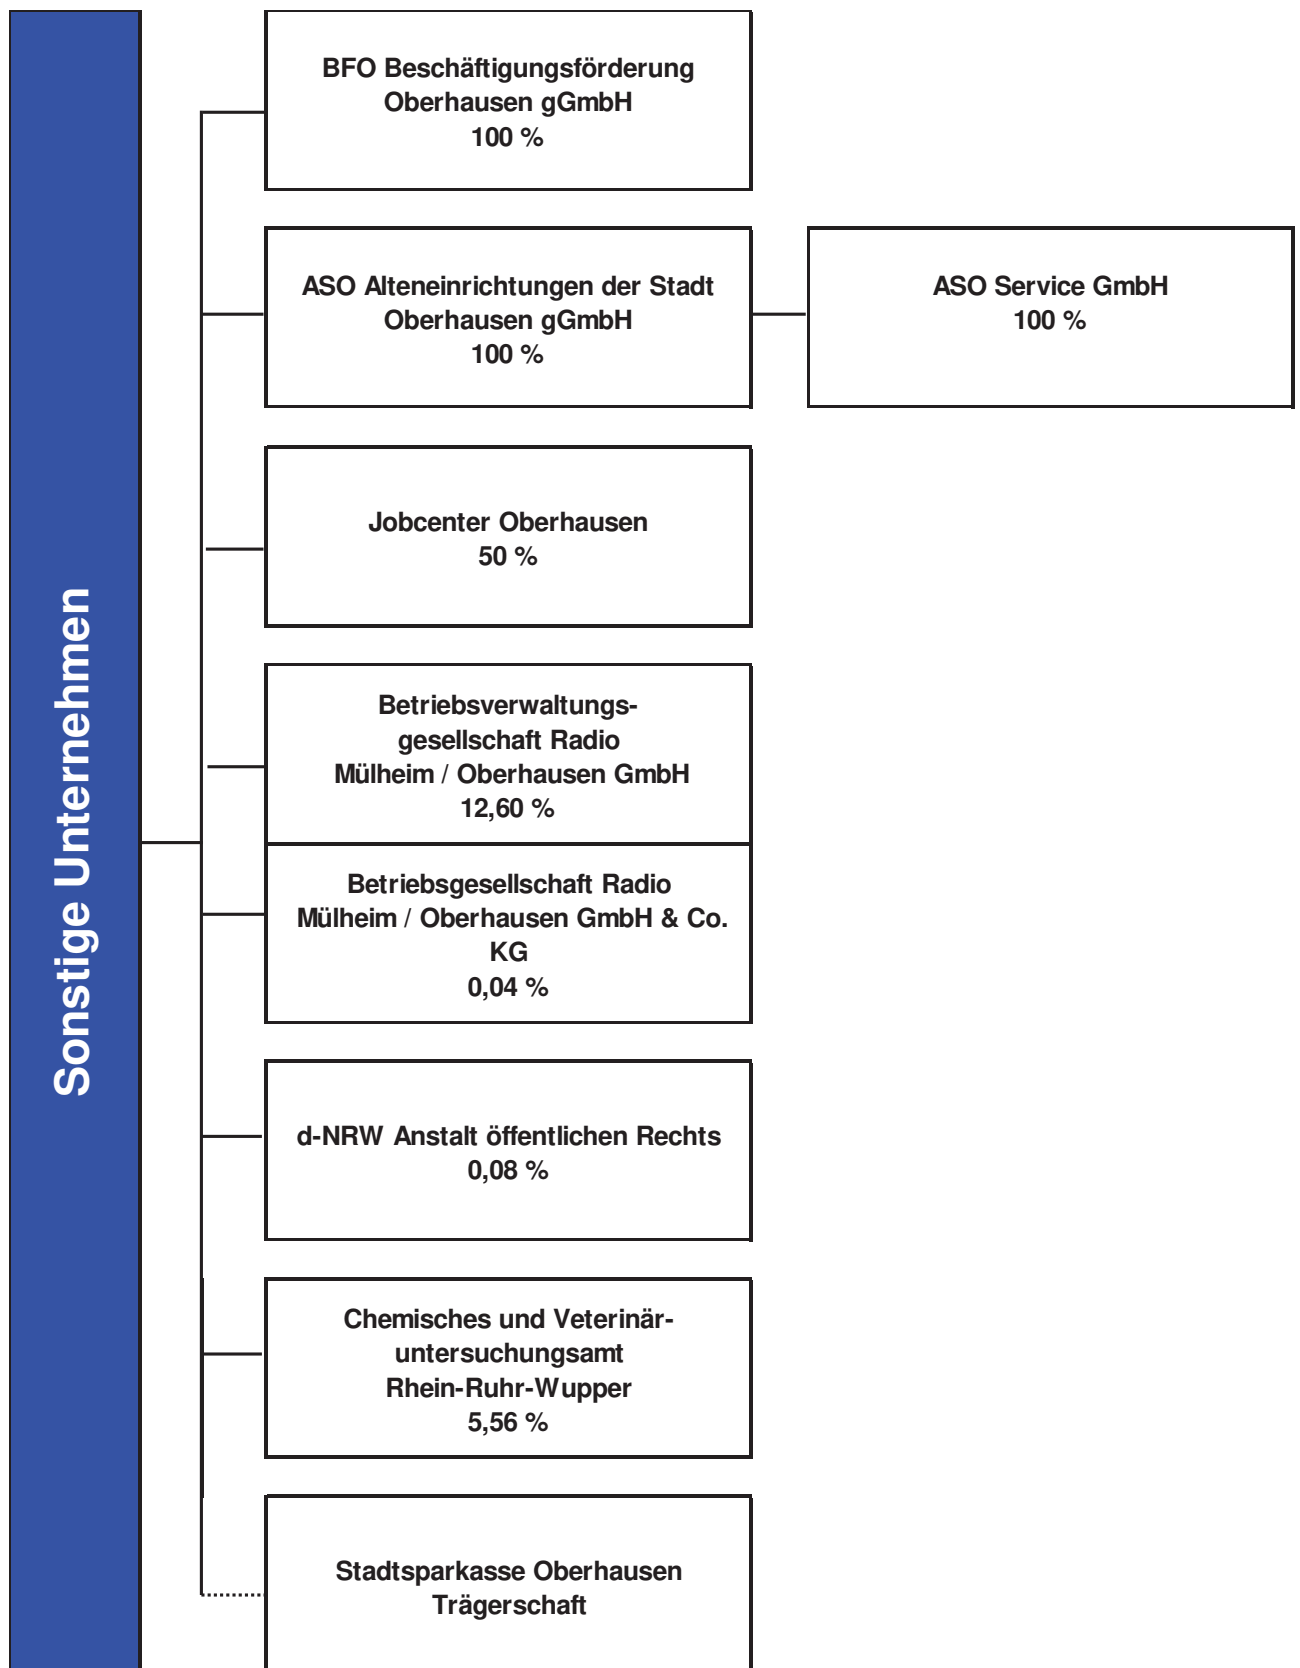 Sonstige Unternehmen
BFO Beschäftigungsförderung
Oberhausen gGmbH
100 %
ASO Alteneinrichtungen der Stadt
Oberhausen gGmbH
100 %
ASO Service GmbH
100 %
Jobcenter Oberhausen
50 %
Betriebsverwaltungs-
gesellschaft Radio
Mülheim / Oberhausen GmbH
12,60 %
Betriebsgesellschaft Radio
Mülheim / Oberhausen GmbH & Co.
KG
0,04 %
d-NRW Anstalt öffentlichen Rechts
0,08 %
Chemisches und Veterinär-
untersuchungsamt
Rhein-Ruhr-Wupper
5,56 %
Stadtsparkasse Oberhausen
Trägerschaft